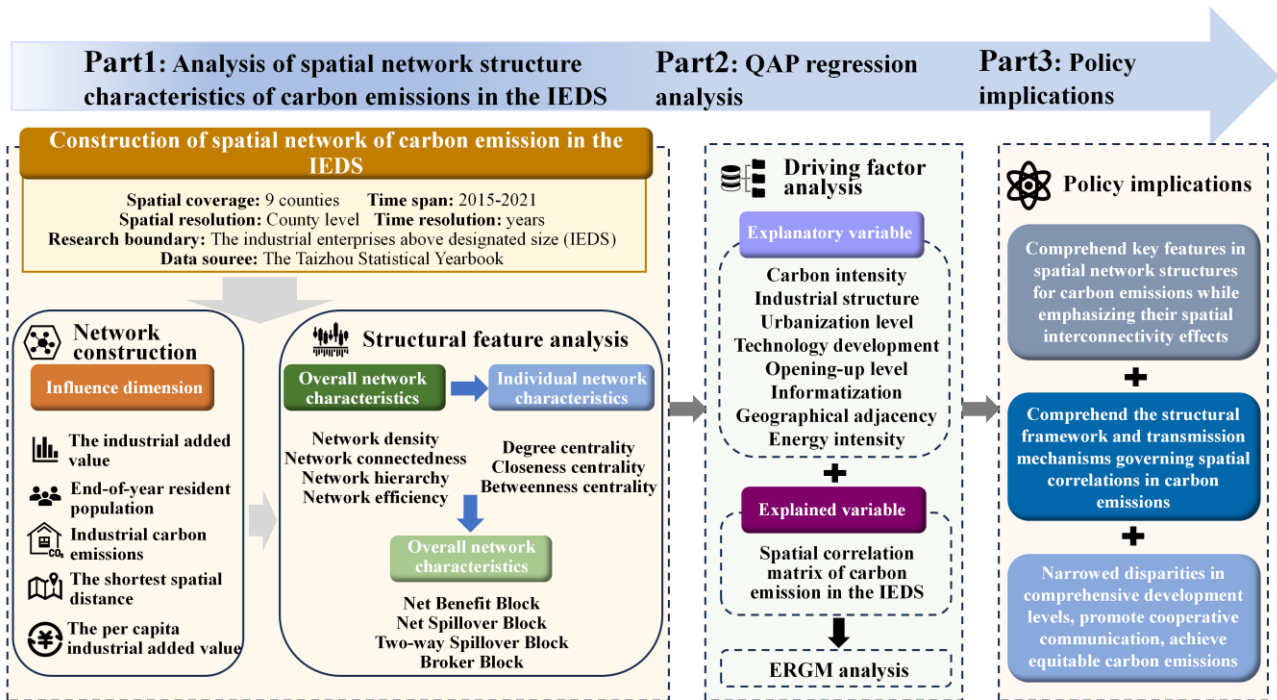 Part1: Analysis of spatial network structure
characteristics of carbon emissions in the IEDS
Part2: QAP regression
analysis
Part3: Policy
implications
Construction of spatial network of carbon emission in the
IEDS
Spatial coverage: 9 counties Time span: 2015-2021
Spatial resolution: County level Time resolution: years
Research boundary: The industrial enterprises above designated size (IEDS)
Data souree: The Taizhou Statistical Yearbook
Network
construction
Influence dimension
The industrial added
value
End-of-year resident
population
CO₂
Industrial carbon
emissions
The shortest spatial
distance
¥
The per capita
industrial added value
Structural feature analysis
Overall network
characteristics
Individual network
characteristics
Network density
Network connectedness
Network hierarchy
Network efficiency
Degree centrality
Closeness centrality
Betweenness centrality
Overall network
characteristics
Net Benefit Block
Net Spillover Block
Two-way Spillover Block
Broker Block
Driving factor
analysis
Explanatory variable
Carbon intensity
Industrial structure
Urbanization level
Technology development
Opening-up level
Informatization
Geographical adjacency
Energy intensity
Explained variable
Spatial correlation
matrix of carbon
emission in the IEDS
ERGM analysis
Policy implications
Comprehend key features in
spatial network structures
for carbon emissions while
emphasizing their spatial
interconnectivity effects
Comprehend the structural
framework and transmission
mechanisms governing spatial
correlations in carbon
emissions
Narrowed disparities in
comprehensive development
levels, promote cooperative
communication, achieve
equitable carbon emissions